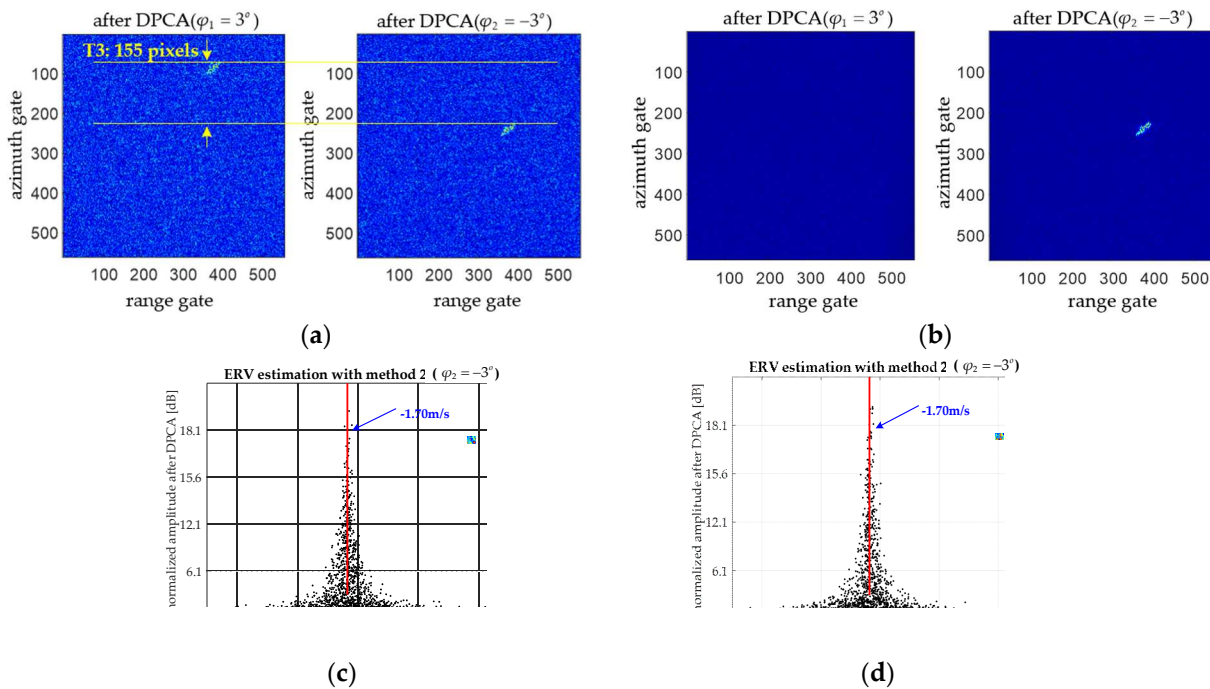 after DPCA(φ₁ = 3°)
after DPCA(φ₂ = −3°)
T3: 155 pixels
100
200
300
400
500
azimuth gate
100
200
300
400
500
azimuth gate
100 200 300 400 500
range gate
100 200 300 400 500
range gate
(a)
after DPCA(φ₁ = 3°)
after DPCA(φ₂ = −3°)
100
200
300
400
500
azimuth gate
100
200
300
400
500
azimuth gate
100 200 300 400 500
range gate
100 200 300 400 500
range gate
(b)
ERV estimation with method 2 ( φ₂ = −3°)
normalized amplitude after DPCA [dB]
18.1
15.6
12.1
6.1
-1.70m/s
(c)
ERV estimation with method 2 ( φ₂ = −3°)
normalized amplitude after DPCA [dB]
18.1
15.6
12.1
6.1
-1.70m/s
(d)